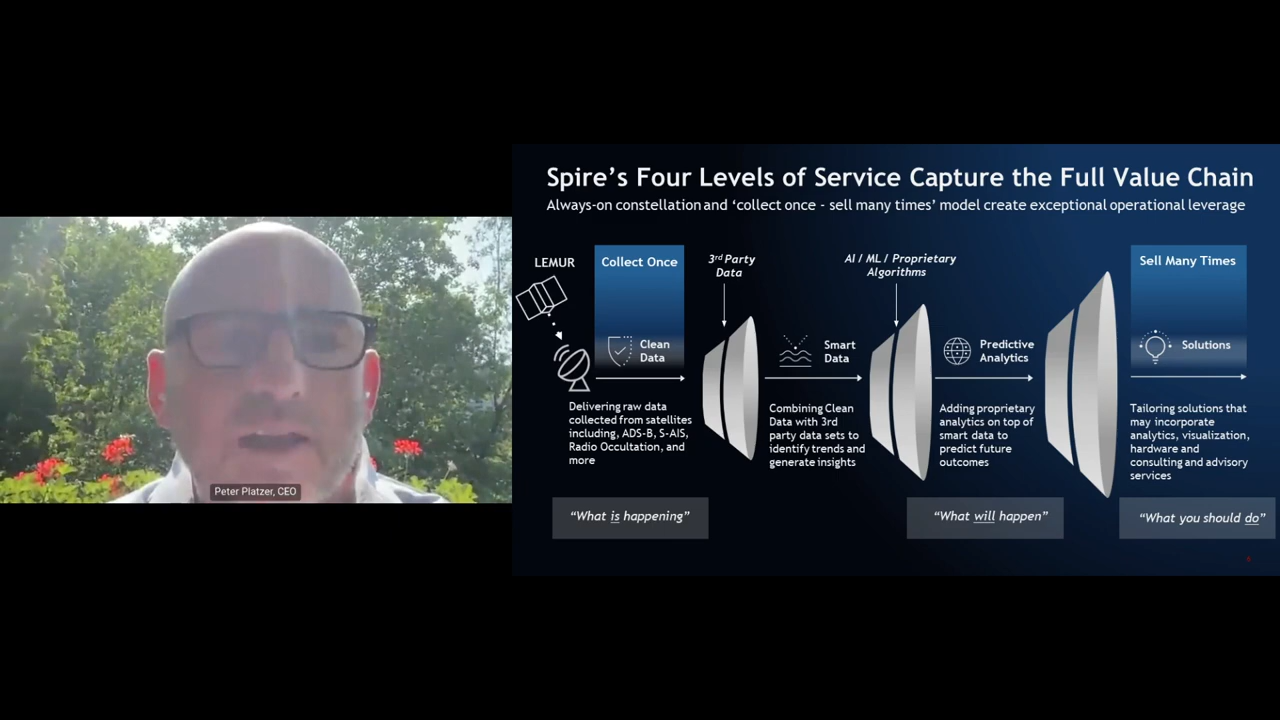 Spire's Four Levels of Service Capture the Full Value Chain
Always-on constellation and 'collect once - sell many times' model create exceptional operational leverage
LEMUR
Collect Once
3rd Party
Data
AI / ML / Proprietary
Algorithms
Sell Many Times
Clean
Data
Smart
Data
Predictive
Analytics
Solutions
Delivering raw data
collected from satellites
including, ADS-B, S-AIS,
Radio Occultation, and
more
Combining Clean
Data with 3rd
party data sets to
identify trends and
generate insights
Adding proprietary
analytics on top of
smart data to
predict future
outcomes
Tailoring solutions that
may incorporate
analytics, visualization,
hardware and
consulting and advisory
services
Peter Platzer, CEO
"What is happening"
"What will happen"
"What you should do"